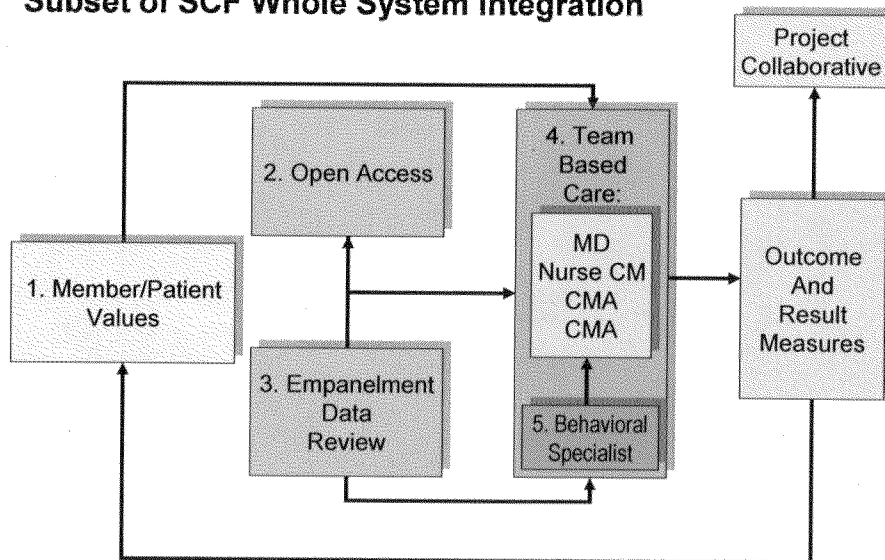 Subset of SCF Whole System Integration
Project
Collaborative
2. Open Access
4. Team
Based
Care:
MD
Nurse CM
CMA
CMA
1. Member/Patient
Values
Outcome
And
Result
Measures
3. Empanelment
Data
Review
5. Behavioral
Specialist